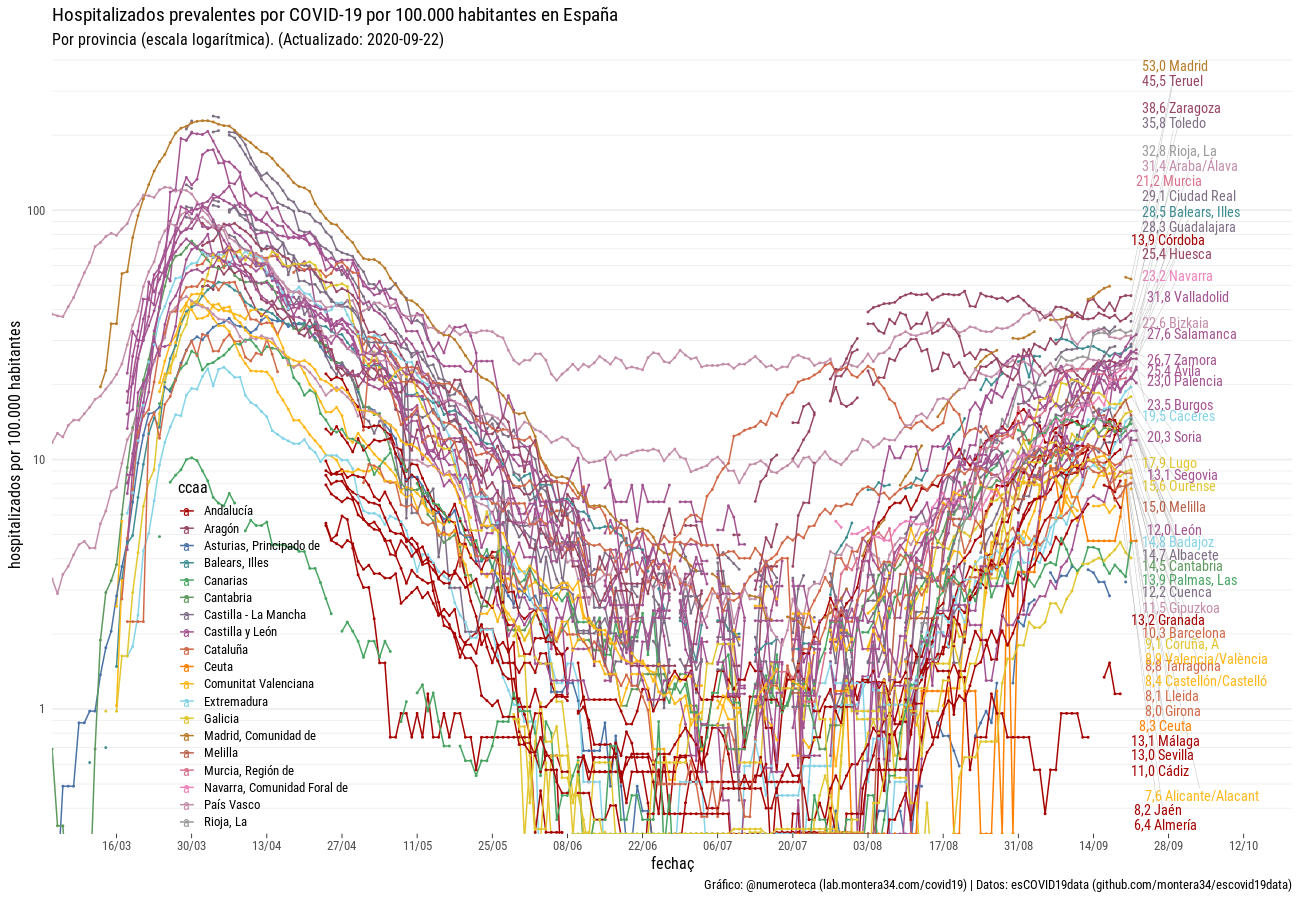 Hospitalizados prevalentes por COVID-19 por 100.000 habitantes en España
Por provincia (escala logarítmica). (Actualizado: 2020-09-22)
hospitalizados por 100.000 habitantes
100
10
1
53,0 Madrid
45,5 Teruel
38,6 Zaragoza
35,8 Toledo
32,8 Rioja, La
31,4 Araba/Álava
21,2 Murcia
29,1 Ciudad Real
28,5 Balears, Illes
28,3 Guadalajara
13,9 Córdoba
25,4 Huesca
23,2 Navarra
31,8 Valladolid
Bizkaia
27,6 Salamanca
26,7 Zamora
25,4 Ávila
23,0 Palencia
23,5 Burgos
19,5 Cáceres
20,3 Soria
17,9 Lugo
13,1 Segovia
15,6 Ourense
15,0 Melilla
12,0 León
14,8 Badajoz
14,7 Albacete
14,5 Cantabria
13,9 Palmas, Las
12,2 Cuenca
11,5 Gipuzkoa
13,2 Granada
10,3 Barcelona
9,1 Coruña, A
Valencia/València
8,8 Tarragona
8,4 Castellón/Castelló
8,1 Lleida
8,0 Girona
8,3 Ceuta
13,1 Málaga
13,0 Sevilla
11,0 Cádiz
7,6 Alicante/Alacant
8,2 Jaén
6,4 Almería
ccaa
Andalucía
Aragón
Asturias, Principado de
Balears, Illes
Canarias
Cantabria
Castilla - La Mancha
Castilla y León
Cataluña
Ceuta
Comunitat Valenciana
Extremadura
Galicia
Madrid, Comunidad de
Melilla
Murcia, Región de
Navarra, Comunidad Foral de
País Vasco
Rioja, La
16/03 30/03 13/04 27/04 11/05 25/05 08/06 22/06 06/07 20/07 03/08 17/08 31/08 14/09 28/09 12/10
fechaç
Gráfico: @numeroteca (lab.montera34.com/covid19) | Datos: esCOVID19data (github.com/montera34/escovid19data)